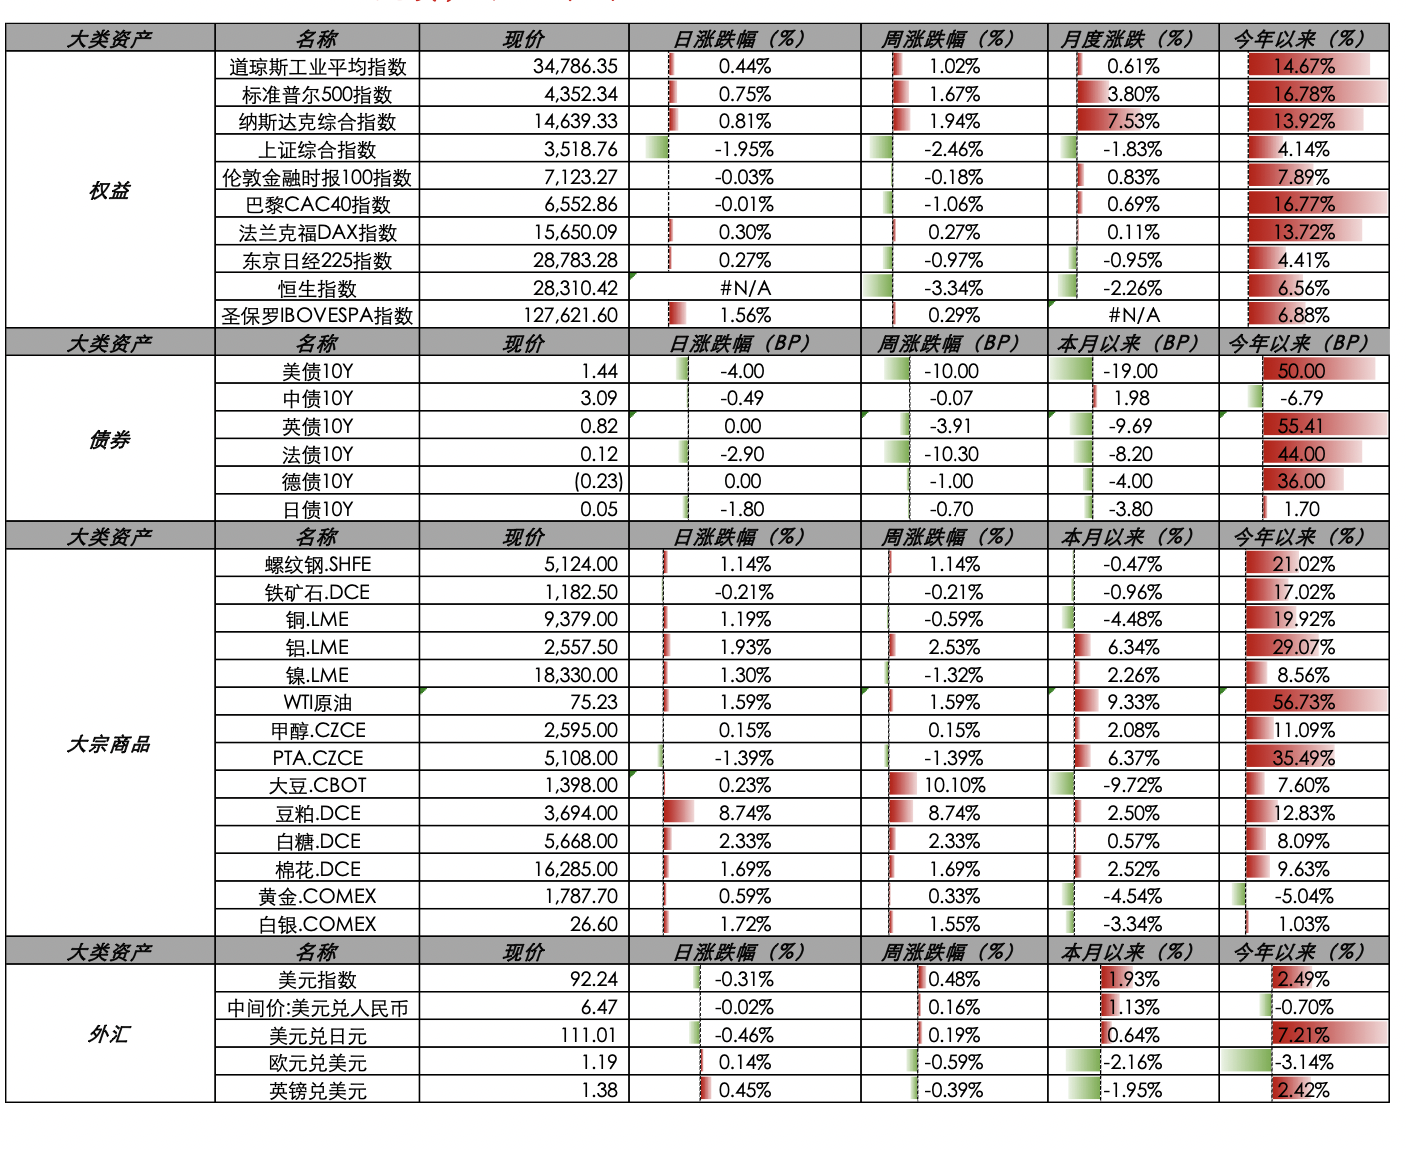 大类资产 名称 现价 日涨跌幅（%） 周涨跌幅（%） 月度涨跌（%） 今年以来（%）
道琼斯工业平均指数 34,786.35 0.44% 1.02% 0.61% 14.67%
标准普尔500指数 4,352.34 0.75% 1.67% 3.80% 16.78%
纳斯达克综合指数 14,639.33 0.81% 1.94% 7.53% 13.92%
上证综合指数 3,518.76 -1.95% -2.46% -1.83% 4.14%
伦敦金融时报100指数 7,123.27 -0.03% -0.18% 0.83% 7.89%
权益
巴黎CAC40指数 6,552.86 -0.01% -1.06% 0.69% 16.77%
法兰克福DAX指数 15,650.09 0.30% 0.27% 0.11% 13.72%
东京日经225指数 28,783.28 0.27% -0.97% -0.95% 4.41%
恒生指数 28,310.42 #N/A -3.34% -2.26% 6.56%
圣保罗IBOVESPA指数 127,621.60 1.56% 0.29% #N/A 6.88%
大类资产 名称 现价 日涨跌幅（BP） 周涨跌幅（BP） 本月以来（BP） 今年以来（BP）
美债10Y 1.44 -4.00 -10.00 -19.00 50.00
中债10Y 3.09 -0.49 -0.07 1.98 -6.79
英债10Y 0.82 0.00 -3.91 -9.69 55.41
债券
法债10Y 0.12 -2.90 -10.30 -8.20 44.00
德债10Y (0.23) 0.00 -1.00 -4.00 36.00
日债10Y 0.05 -1.80 -0.70 -3.80 1.70
大类资产 名称 现价 日涨跌幅（%） 周涨跌幅（%） 本月以来（%） 今年以来（%）
螺纹钢.SHFE 5,124.00 1.14% 1.14% -0.47% 21.02%
铁矿石.DCE 1,182.50 -0.21% -0.21% -0.96% 17.02%
铜.LME 9,379.00 1.19% -0.59% -4.48% 19.92%
铝.LME 2,557.50 1.93% 2.53% 6.34% 29.07%
镍.LME 18,330.00 1.30% -1.32% 2.26% 8.56%
WTI原油 75.23 1.59% 1.59% 9.33% 56.73%
甲醇.CZCE 2,595.00 0.15% 0.15% 2.08% 11.09%
大宗商品
PTA.CZCE 5,108.00 -1.39% -1.39% 6.37% 35.49%
大豆.CBOT 1,398.00 0.23% 10.10% -9.72% 7.60%
豆粕.DCE 3,694.00 8.74% 8.74% 2.50% 12.83%
白糖.DCE 5,668.00 2.33% 2.33% 0.57% 8.09%
棉花.DCE 16,285.00 1.69% 1.69% 2.52% 9.63%
黄金.COMEX 1,787.70 0.59% 0.33% -4.54% -5.04%
白银.COMEX 26.60 1.72% 1.55% -3.34% 1.03%
大类资产 名称 现价 日涨跌幅（%） 周涨跌幅（%） 本月以来（%） 今年以来（%）
美元指数 92.24 -0.31% 0.48% 1.93% 2.49%
中间价:美元兑人民币 6.47 -0.02% 0.16% 1.13% -0.70%
外汇 美元兑日元 111.01 -0.46% 0.19% 0.64% 7.21%
欧元兑美元 1.19 0.14% -0.59% -2.16% -3.14%
英镑兑美元 1.38 0.45% -0.39% -1.95% 2.42%